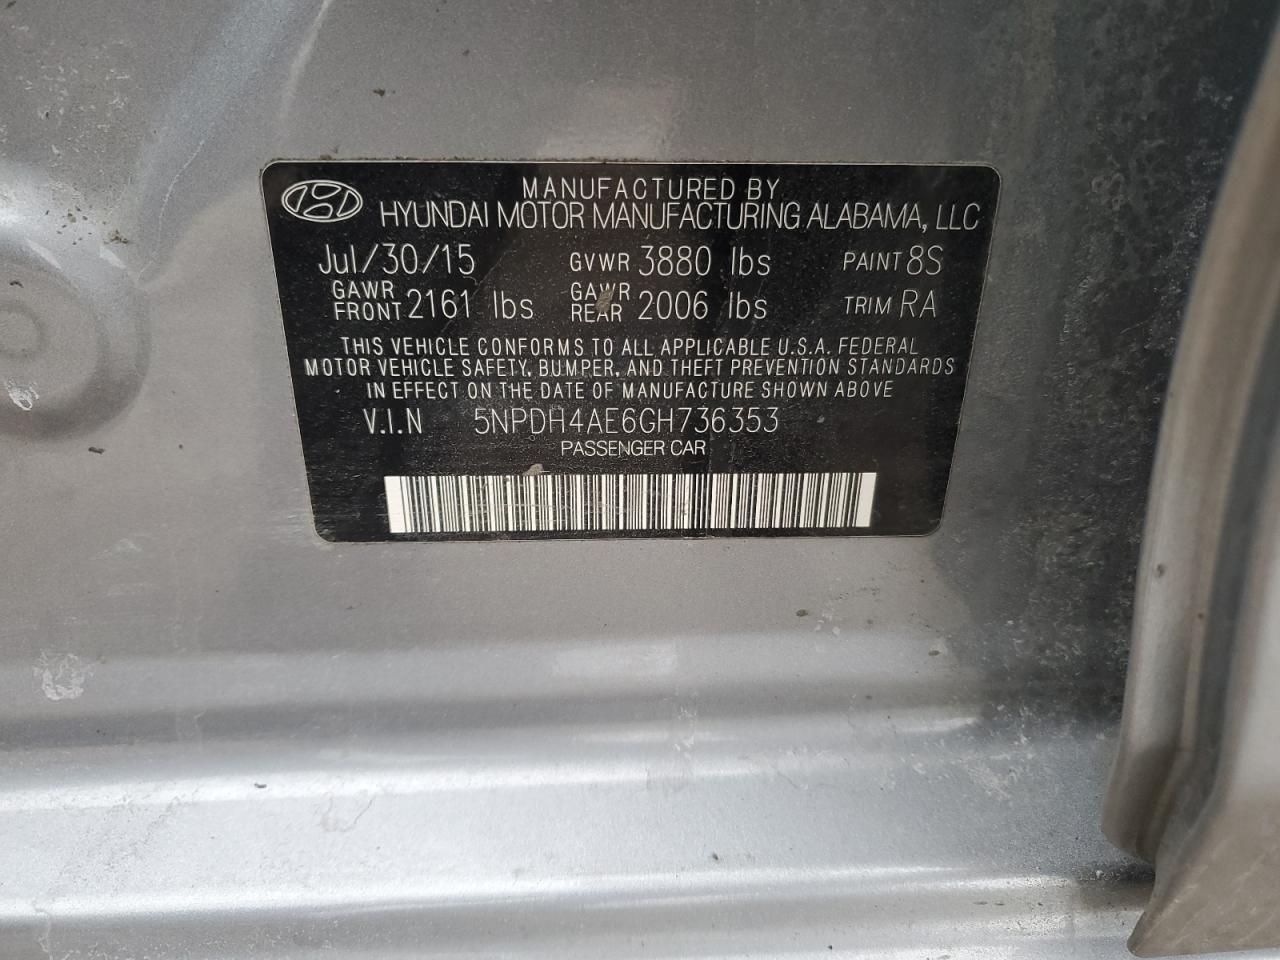 MANUFACTURED BY
HYUNDAI MOTOR MANUFACTURING ALABAMA, LLC
Jul/30/15 GVWR 3880 lbs PAINT 8S
GAWR FRONT 2161 lbs GAWR REAR 2006 lbs TRIM RA
THIS VEHICLE CONFORMS TO ALL APPLICABLE U.S.A. FEDERAL
MOTOR VEHICLE SAFETY, BUMPER, AND THEFT PREVENTION STANDARDS
IN EFFECT ON THE DATE OF MANUFACTURE SHOWN ABOVE
V.I.N 5NPDH4AE6GH736353
PASSENGER CAR